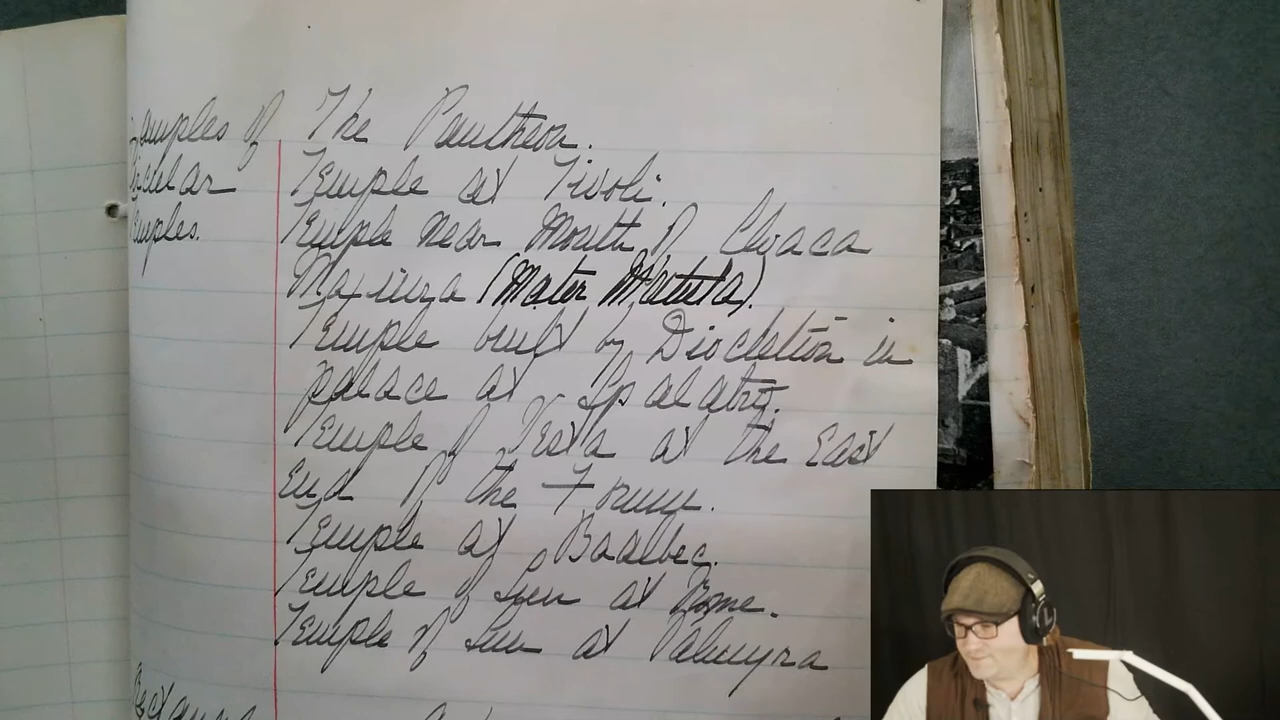 Examples of
Circular
Temples.
The Pantheon.
Temple at Tivoli.
Temple near Mouth of Cloaca
Maxima (Mater Matuta).
Temple built by Diocletion in
palace at Spalatro.
Temple of Vesta at the East
End of the Forum.
Temple at Baalbec.
Temple of Sun at Rome.
Temple of Sun at Palmyra